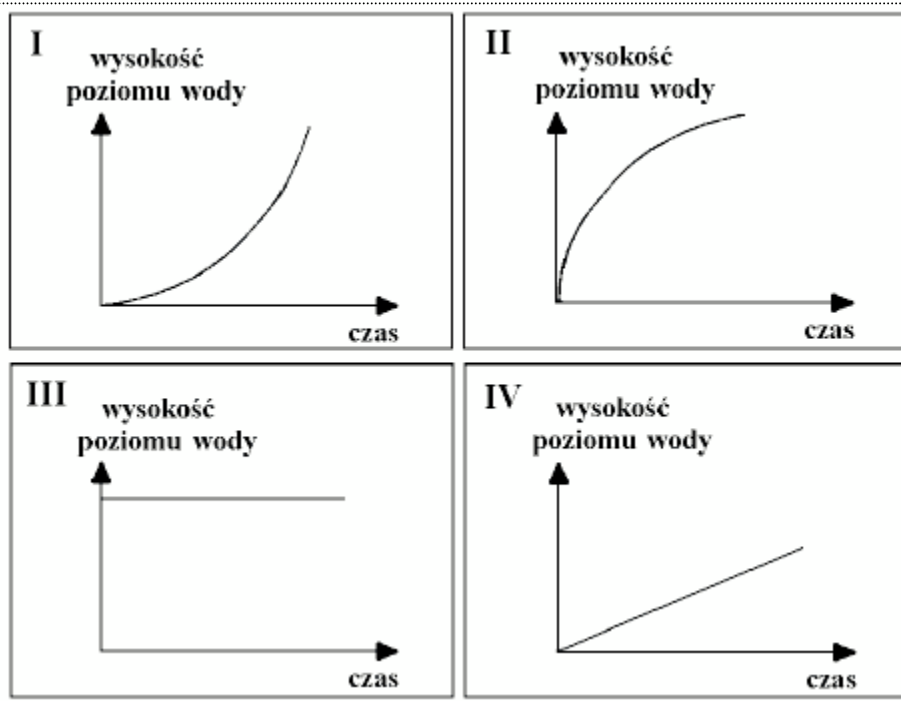 I
wysokość
poziomu wody
czas
II
wysokość
poziomu wody
czas
III
wysokość
poziomu wody
czas
IV
wysokość
poziomu wody
czas